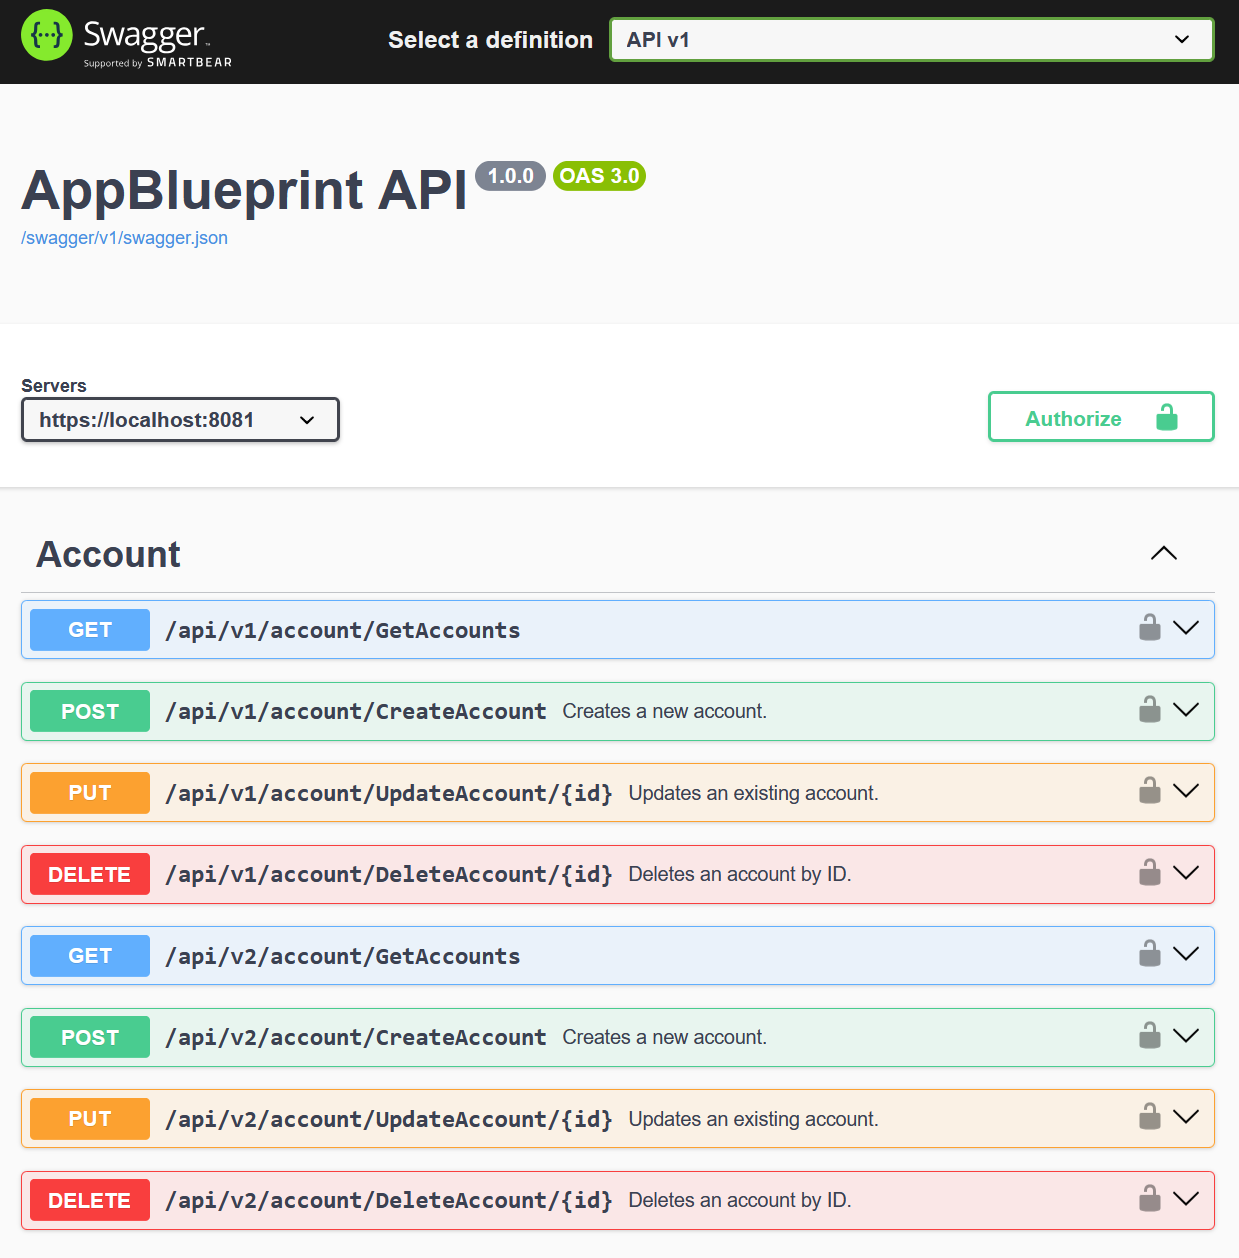 Swagger
Supported by SMARTBEAR
Select a definition
API v1
AppBlueprint API 1.0.0 OAS 3.0
/swagger/v1/swagger.json
Servers
https://localhost:8081
Authorize
Account
GET /api/v1/account/GetAccounts
POST /api/v1/account/CreateAccount Creates a new account.
PUT /api/v1/account/UpdateAccount/{id} Updates an existing account.
DELETE /api/v1/account/DeleteAccount/{id} Deletes an account by ID.
GET /api/v2/account/GetAccounts
POST /api/v2/account/CreateAccount Creates a new account.
PUT /api/v2/account/UpdateAccount/{id} Updates an existing account.
DELETE /api/v2/account/DeleteAccount/{id} Deletes an account by ID.